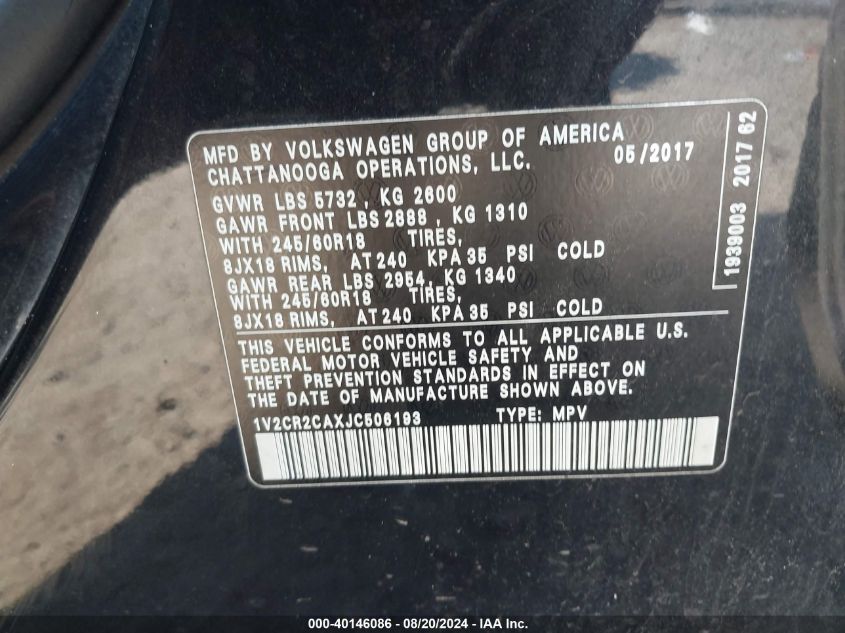 MFD BY VOLKSWAGEN GROUP OF AMERICA
CHATTANOOGA OPERATIONS, LLC. 05/2017
GVWR LBS 5732 , KG 2600
GAWR FRONT LBS 2888 , KG 1310
WITH 245/60R18 TIRES,
8JX18 RIMS, AT 240 KPA 35 PSI COLD
GAWR REAR LBS 2954, KG 1340
WITH 245/60R18 TIRES,
8JX18 RIMS, AT 240 KPA 35 PSI COLD
THIS VEHICLE CONFORMS TO ALL APPLICABLE U.S.
FEDERAL MOTOR VEHICLE SAFETY AND
THEFT PREVENTION STANDARDS IN EFFECT ON
THE DATE OF MANUFACTURE SHOWN ABOVE.
1V2CR2CAXJC506193 TYPE: MPV
1939003 2017 62
000-40146086 - 08/20/2024 - IAA, Inc.